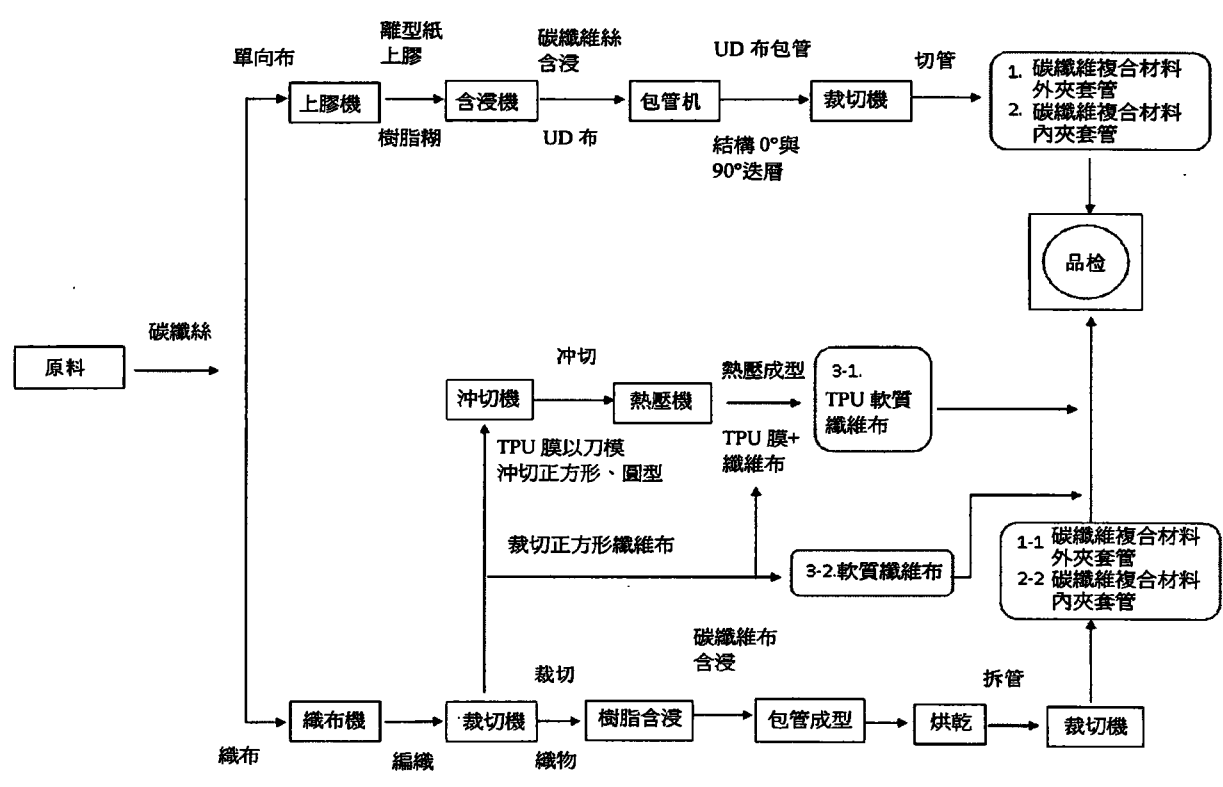 單向布
離型紙
上膠
碳纖維絲
含浸
UD 布包管
切管
上膠機
含浸機
包管机
裁切機
1. 碳纖維複合材料
外夾套管
2. 碳纖維複合材料
內夾套管
樹脂糊
UD 布
結構 0°與
90°迭層
品检
碳纖絲
原料
冲切
熱壓成型
冲切機
熱壓機
3-1.
TPU 軟質
纖維布
TPU 膜以刀模
沖切正方形、圓型
TPU 膜+
纖維布
裁切正方形纖維布
3-2.軟質纖維布
1-1 碳纖維複合材料
外夾套管
2-2 碳纖維複合材料
內夾套管
碳纖維布
含浸
裁切
拆管
織布機
裁切機
樹脂含浸
包管成型
烘乾
裁切機
織布
編織
織物